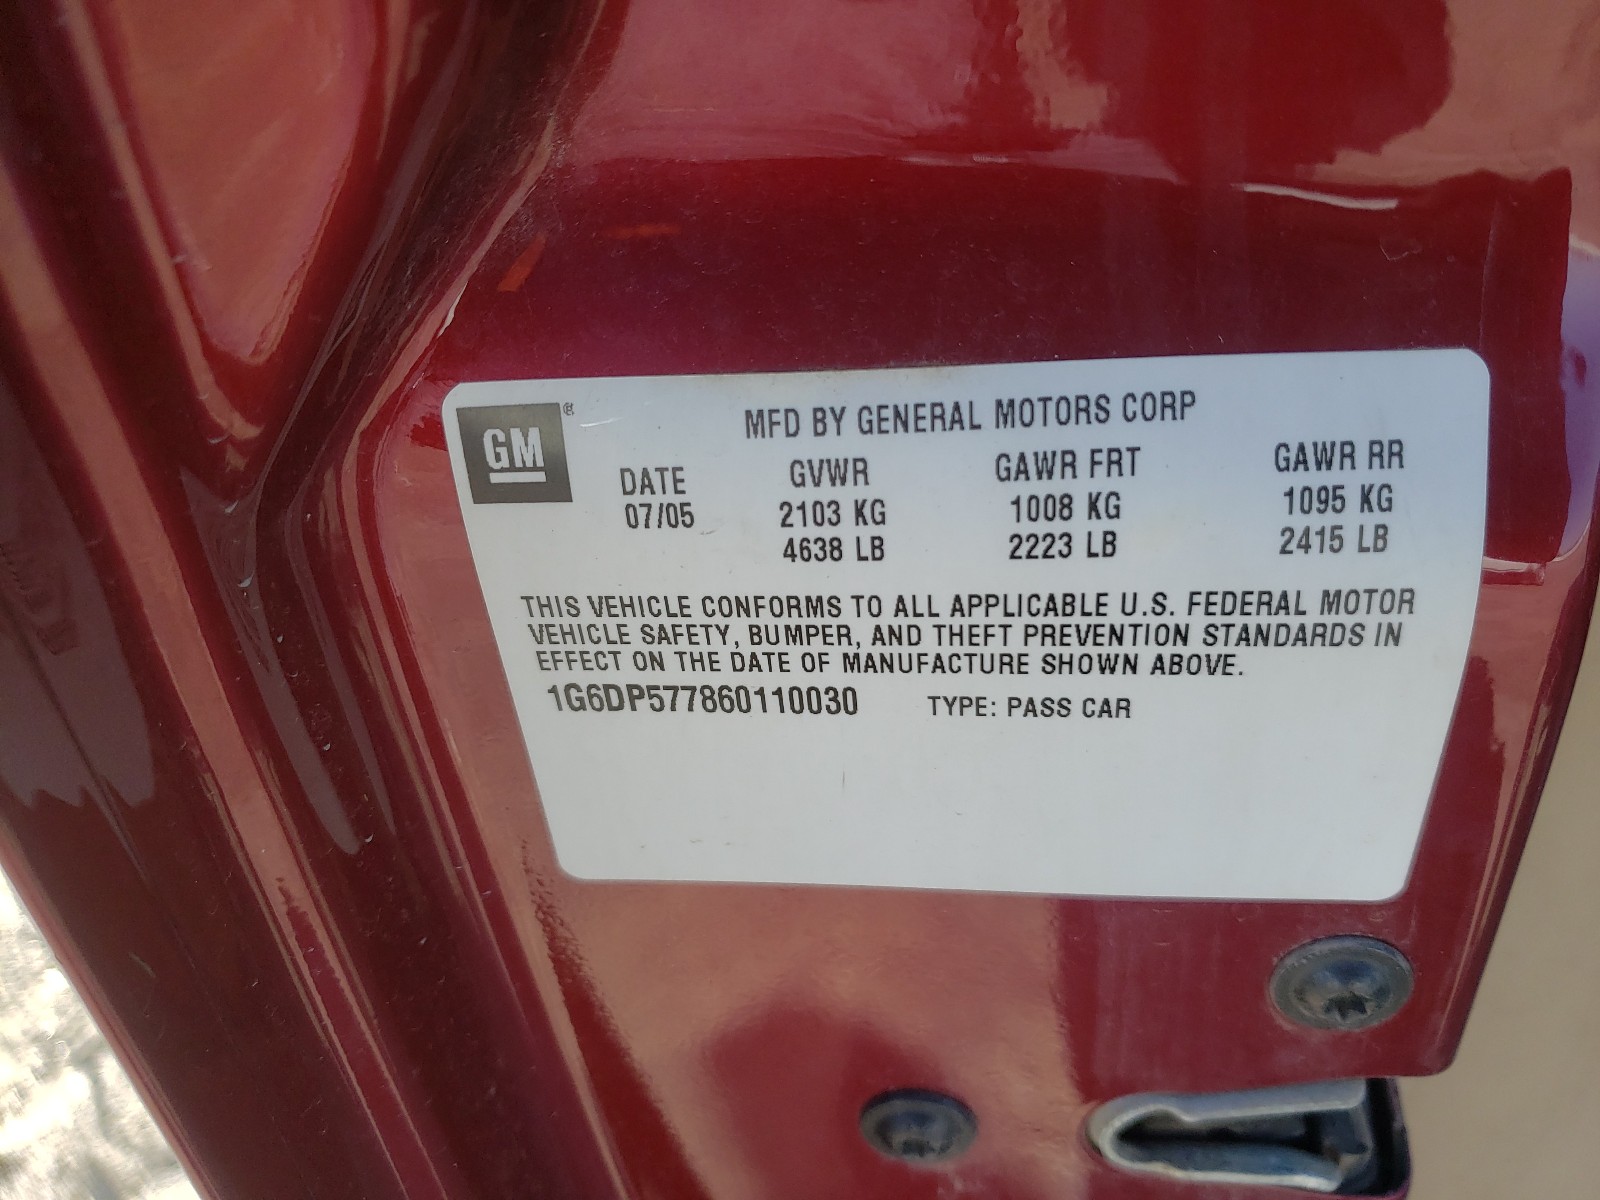 GM ®
MFD BY GENERAL MOTORS CORP
DATE GVWR GAWR FRT GAWR RR
07/05 2103 KG 1008 KG 1095 KG
4638 LB 2223 LB 2415 LB
THIS VEHICLE CONFORMS TO ALL APPLICABLE U.S. FEDERAL MOTOR
VEHICLE SAFETY, BUMPER, AND THEFT PREVENTION STANDARDS IN
EFFECT ON THE DATE OF MANUFACTURE SHOWN ABOVE.
1G6DP577860110030 TYPE: PASS CAR